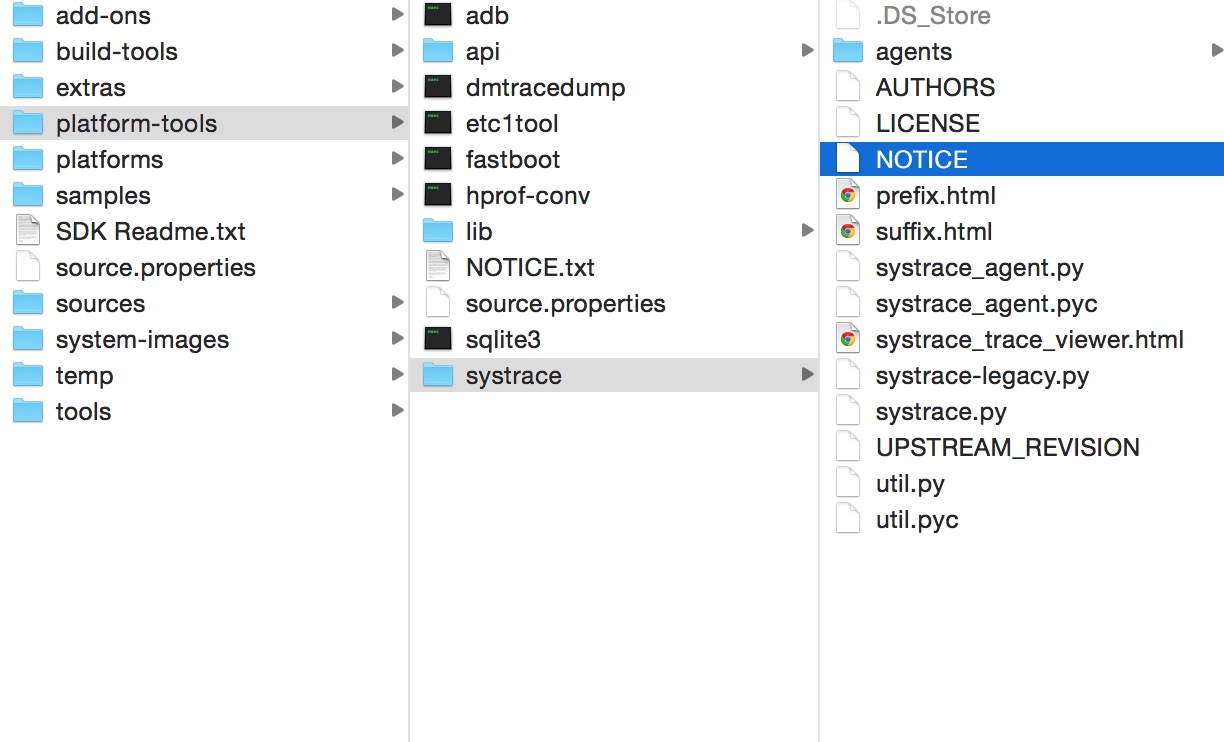 add-ons
build-tools
extras
platform-tools
platforms
samples
SDK Readme.txt
source.properties
sources
system-images
temp
tools
adb
api
dmtracedump
etc1tool
fastboot
hprof-conv
lib
NOTICE.txt
source.properties
sqlite3
systrace
.DS_Store
agents
AUTHORS
LICENSE
NOTICE
prefix.html
suffix.html
systrace_agent.py
systrace_agent.pyc
systrace_trace_viewer.html
systrace-legacy.py
systrace.py
UPSTREAM_REVISION
util.py
util.pyc